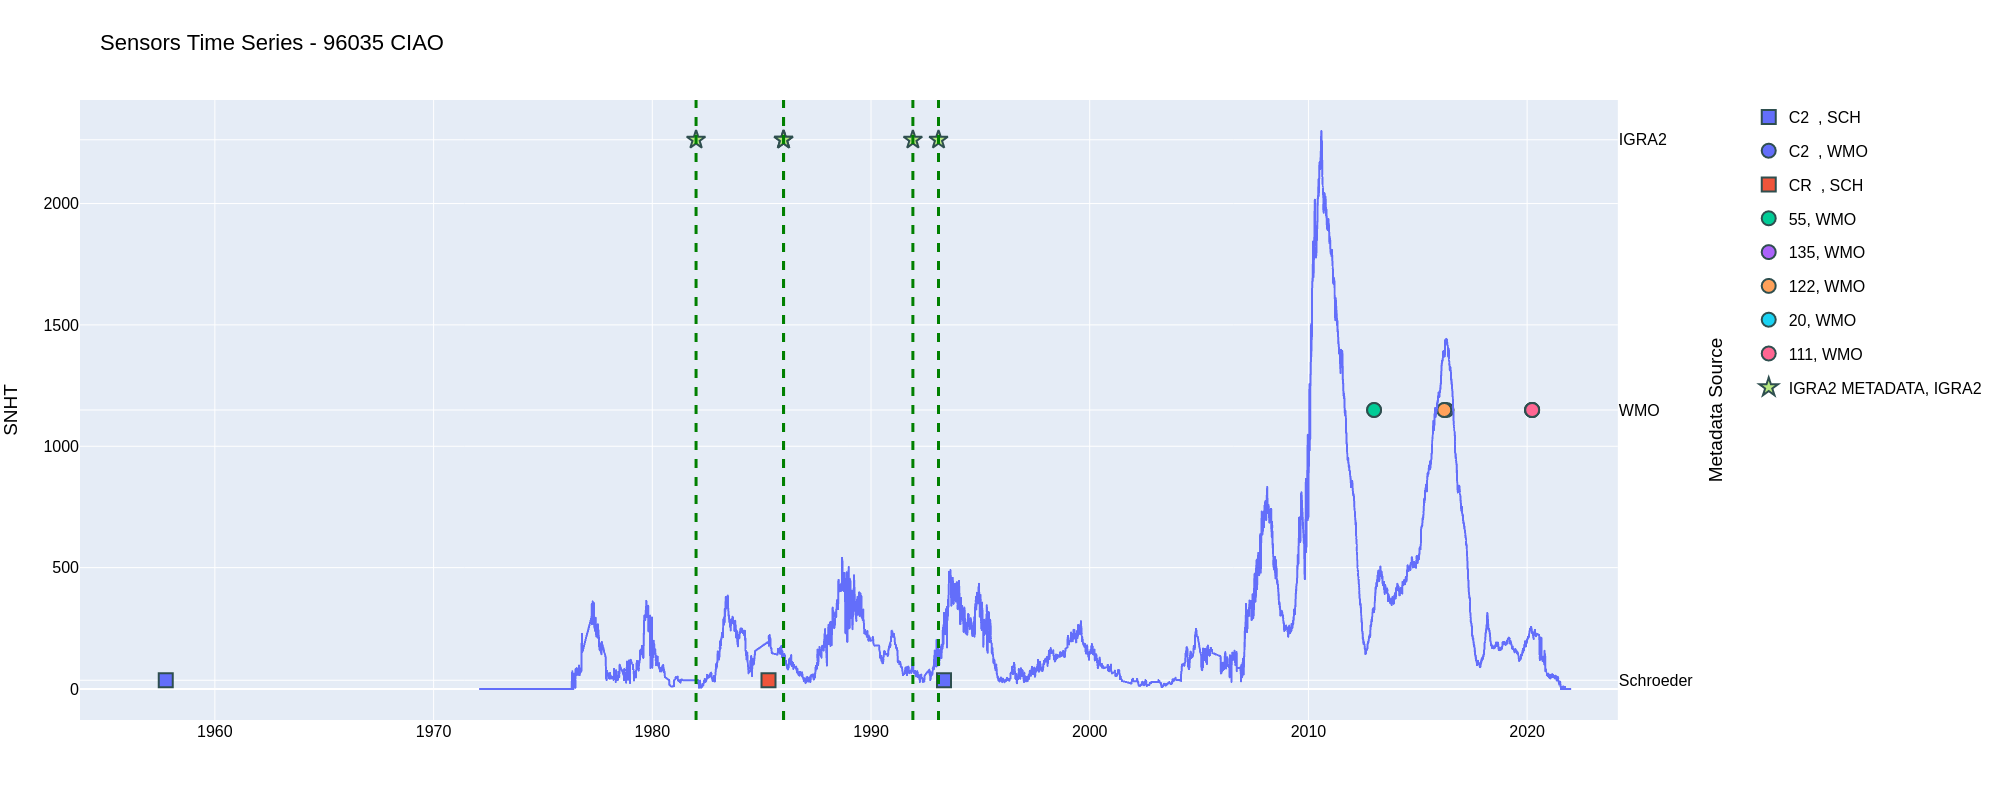 Sensors Time Series - 96035 CIAO
SNHT
2000
1500
1000
500
0
1960
1970
1980
1990
2000
2010
2020
IGRA2
WMO
Schroeder
Metadata Source
C2  , SCH
C2  , WMO
CR  , SCH
55, WMO
135, WMO
122, WMO
20, WMO
111, WMO
IGRA2 METADATA, IGRA2